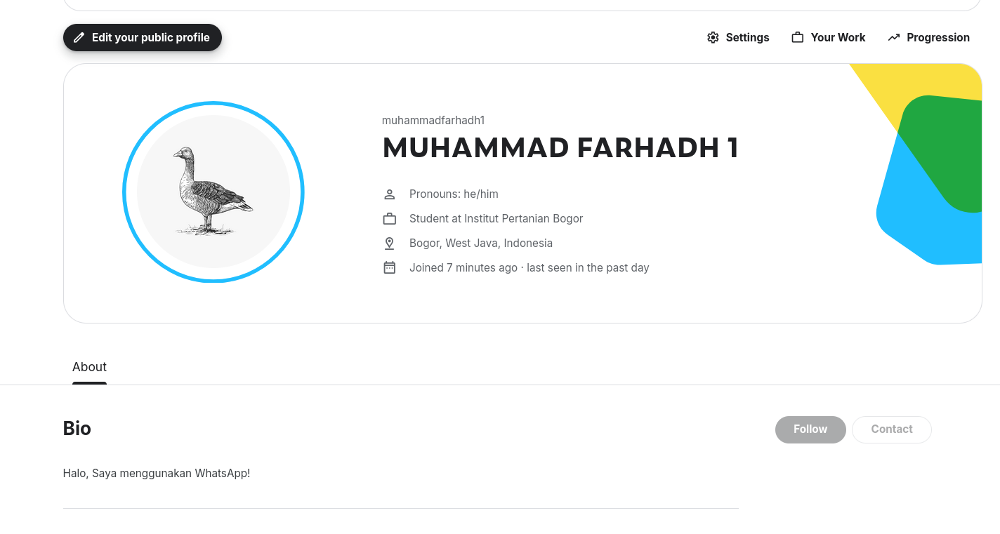 Edit your public profile
Settings
Your Work
Progression
muhammadfarhadh1
MUHAMMAD FARHADH 1
Pronouns: he/him
Student at Institut Pertanian Bogor
Bogor, West Java, Indonesia
Joined 7 minutes ago · last seen in the past day
About
Bio
Follow
Contact
Halo, Saya menggunakan WhatsApp!